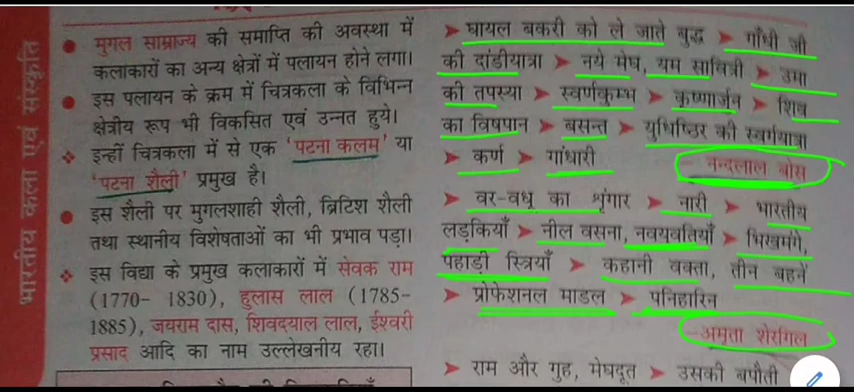 भारतीय कला एवं संस्कृति
मुगल साम्राज्य की समाप्ति की अवस्था में
कलाकारों का अन्य क्षेत्रों में पलायन होने लगा।
इस पलायन के क्रम में चित्रकला के विभिन्न
क्षेत्रीय रूप भी विकसित एवं उन्नत हुये।
इन्हीं चित्रकला में से एक 'पटना कलम' या
'पटना शैली' प्रमुख है।
इस शैली पर मुगलशाही शैली, ब्रिटिश शैली
तथा स्थानीय विशेषताओं का भी प्रभाव पड़ा।
इस विद्या के प्रमुख कलाकारों में सेवक राम
(1770- 1830), हुलास लाल (1785-
1885), जयराम दास, शिवदयाल लाल, ईश्वरी
प्रसाद आदि का नाम उल्लेखनीय रहा।
घायल बकरी को ले जाते बुद्ध ➤ गाँधी जी
की दांडीयात्रा ➤ नये मेघ, यम सावित्री ➤ उमा
की तपस्या ➤ स्वर्णकुम्भ ➤ कृष्णार्जन ➤ शिव
का विषपान ➤ बसन्त ➤ युधिष्ठिर की स्वर्गयात्रा
➤ कर्ण ➤ गांधारी – नन्दलाल बोस
➤ वर-वधू का शृंगार ➤ नारी ➤ भारतीय
लड़कियाँ ➤ नील वसना, नवयवतियाँ ➤ भिखमंगे,
पहाड़ी स्त्रियाँ ➤ कहानी वक्ता, तीन बहनें
➤ प्रोफेशनल माडल ➤ पनिहारिन
–अमृता शेरगिल
➤ राम और गुह, मेघदूत ➤ उसकी बपौती